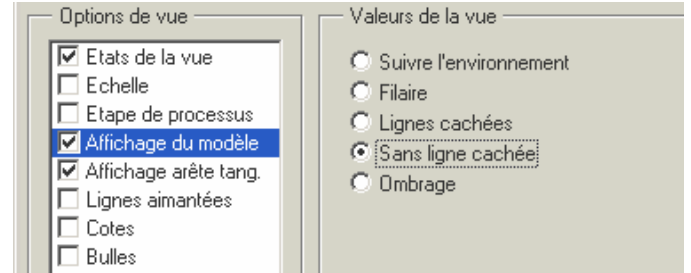 Options de vue
Etats de la vue
Echelle
Etape de processus
Affichage du modèle
Affichage arête tang.
Lignes aimantées
Cotes
Bulles
Valeurs de la vue
Suivre l'environnement
Filaire
Lignes cachées
Sans ligne cachée
Ombrage